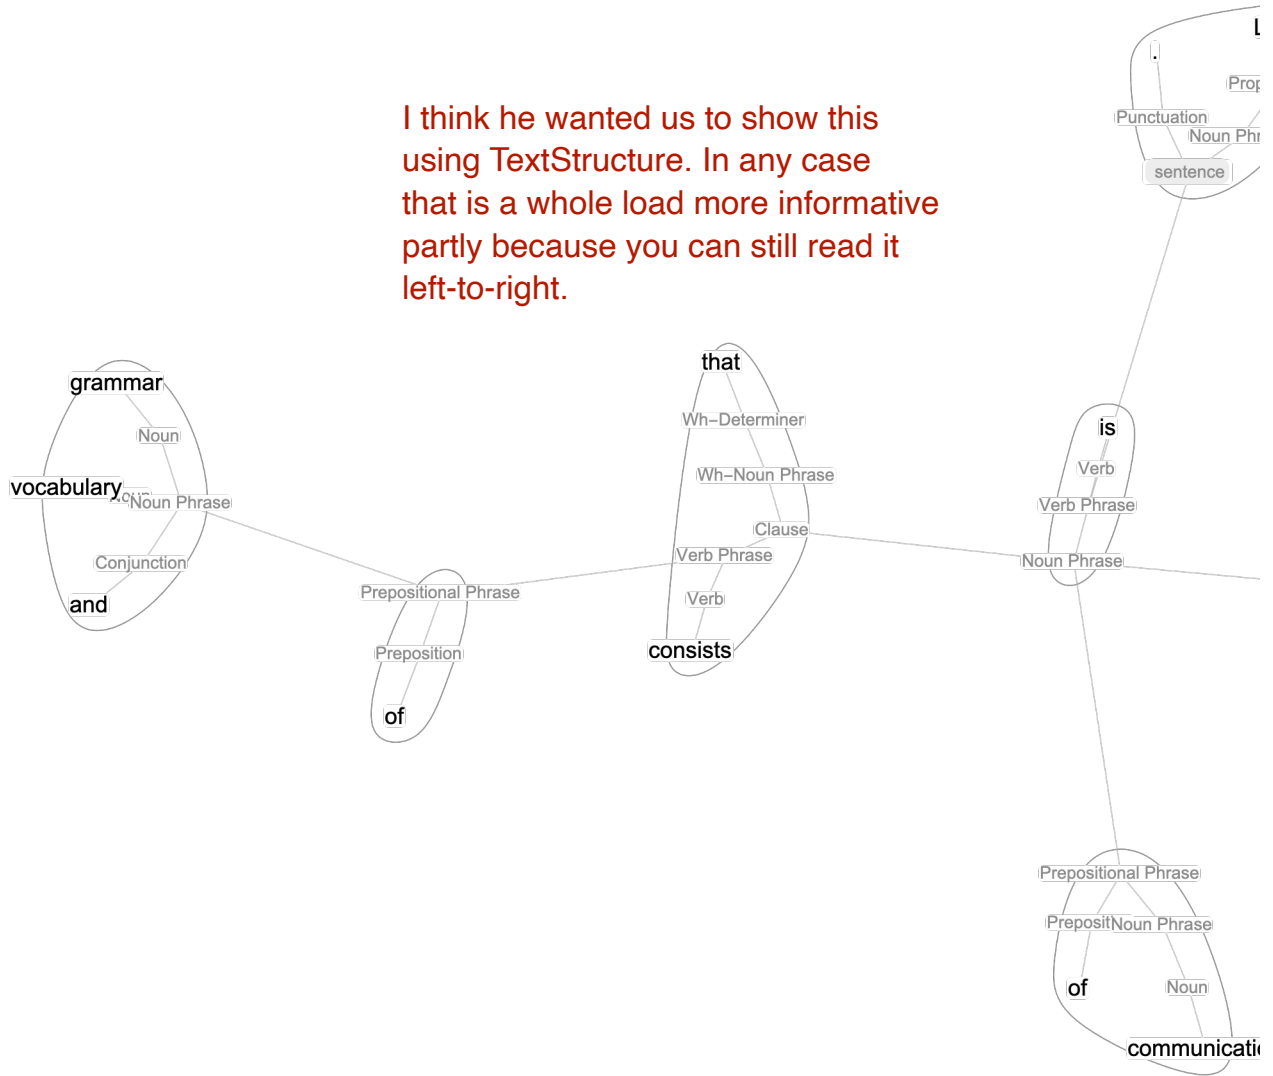 .
Punctuation
sentence
I think he wanted us to show this
using TextStructure. In any case
that is a whole load more informative
partly because you can still read it
left-to-right.
grammar
Noun
vocabulary
Noun Phrase
Conjunction
and
Prepositional Phrase
Preposition
of
that
Wh-Determiner
Wh-Noun Phrase
Clause
Verb Phrase
Verb
consists
is
Verb
Verb Phrase
Noun Phrase
Prepositional Phrase
Noun Phrase
of
Noun